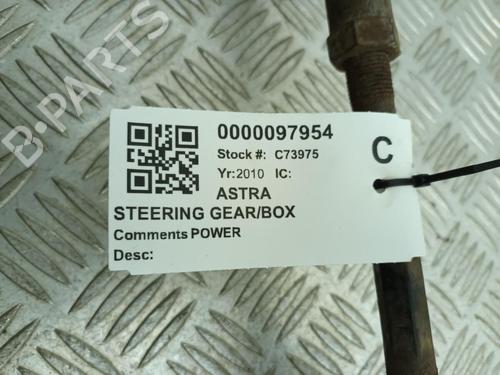 B-PARTS
0000097954
Stock #: C73975
C
Yr:2010 IC:
ASTRA
STEERING GEAR/BOX
Comments POWER
Desc: